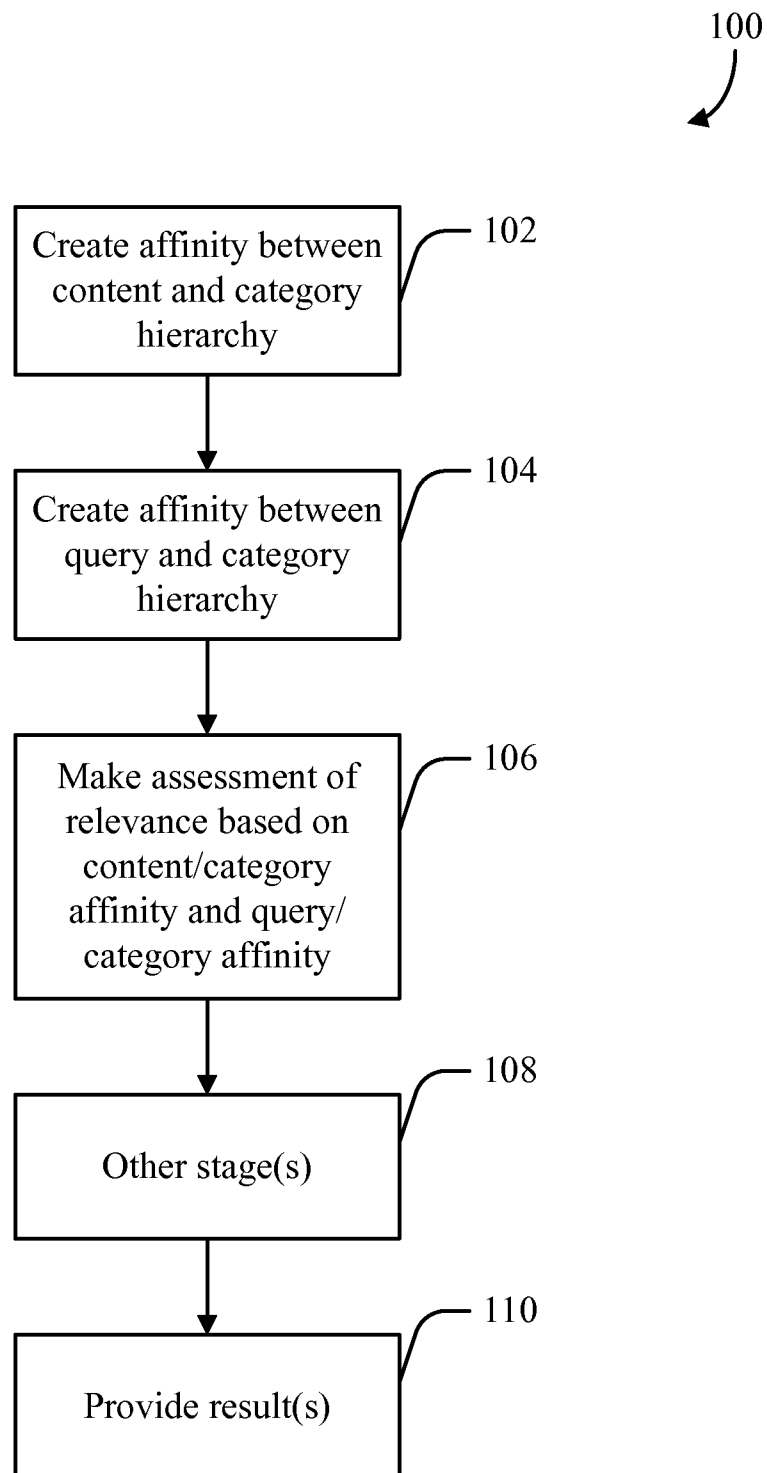 100
Create affinity between
content and category
hierarchy
102
Create affinity between
query and category
hierarchy
104
Make assessment of
relevance based on
content/category
affinity and query/
category affinity
106
Other stage(s)
108
Provide result(s)
110